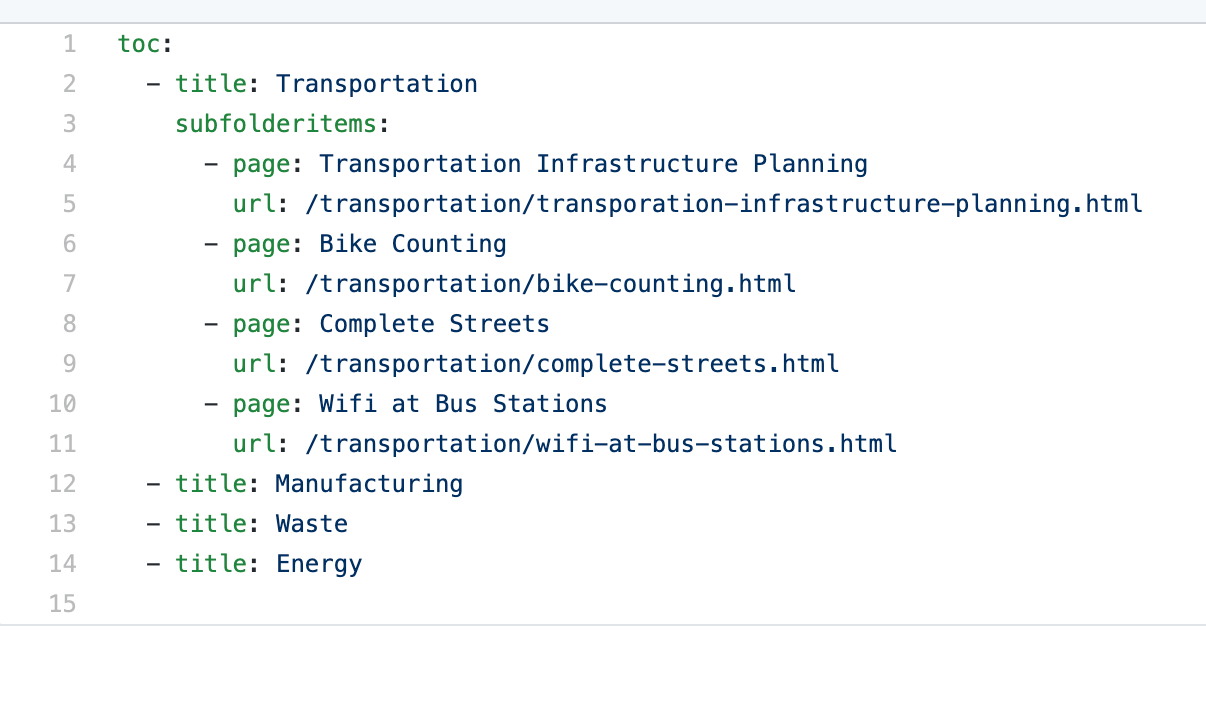 1 toc:
2 - title: Transportation
3 subfolderitems:
4 - page: Transportation Infrastructure Planning
5 url: /transportation/transporation-infrastructure-planning.html
6 - page: Bike Counting
7 url: /transportation/bike-counting.html
8 - page: Complete Streets
9 url: /transportation/complete-streets.html
10 - page: Wifi at Bus Stations
11 url: /transportation/wifi-at-bus-stations.html
12 - title: Manufacturing
13 - title: Waste
14 - title: Energy
15